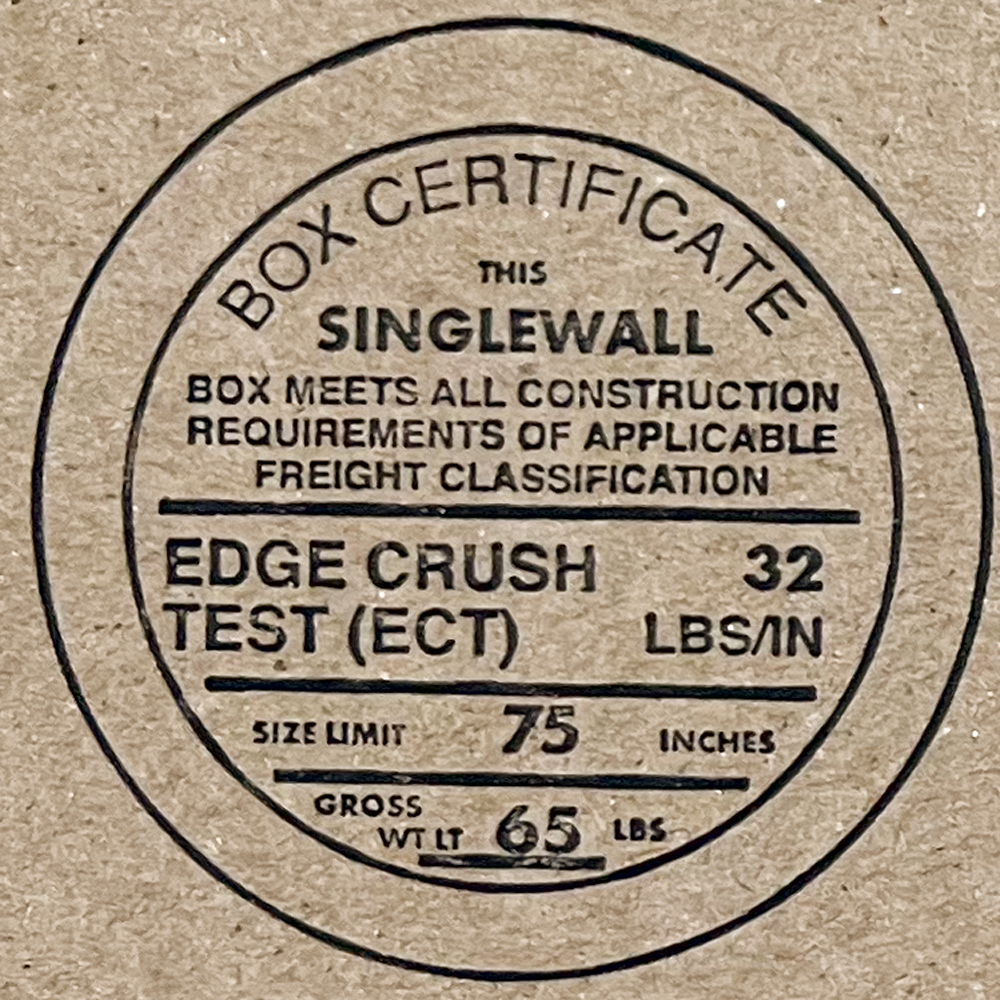 BOX CERTIFICATE
THIS
SINGLEWALL
BOX MEETS ALL CONSTRUCTION
REQUIREMENTS OF APPLICABLE
FREIGHT CLASSIFICATION
EDGE CRUSH 32
TEST (ECT) LBS/IN
SIZE LIMIT 75 INCHES
GROSS
WT LT 65 LBS